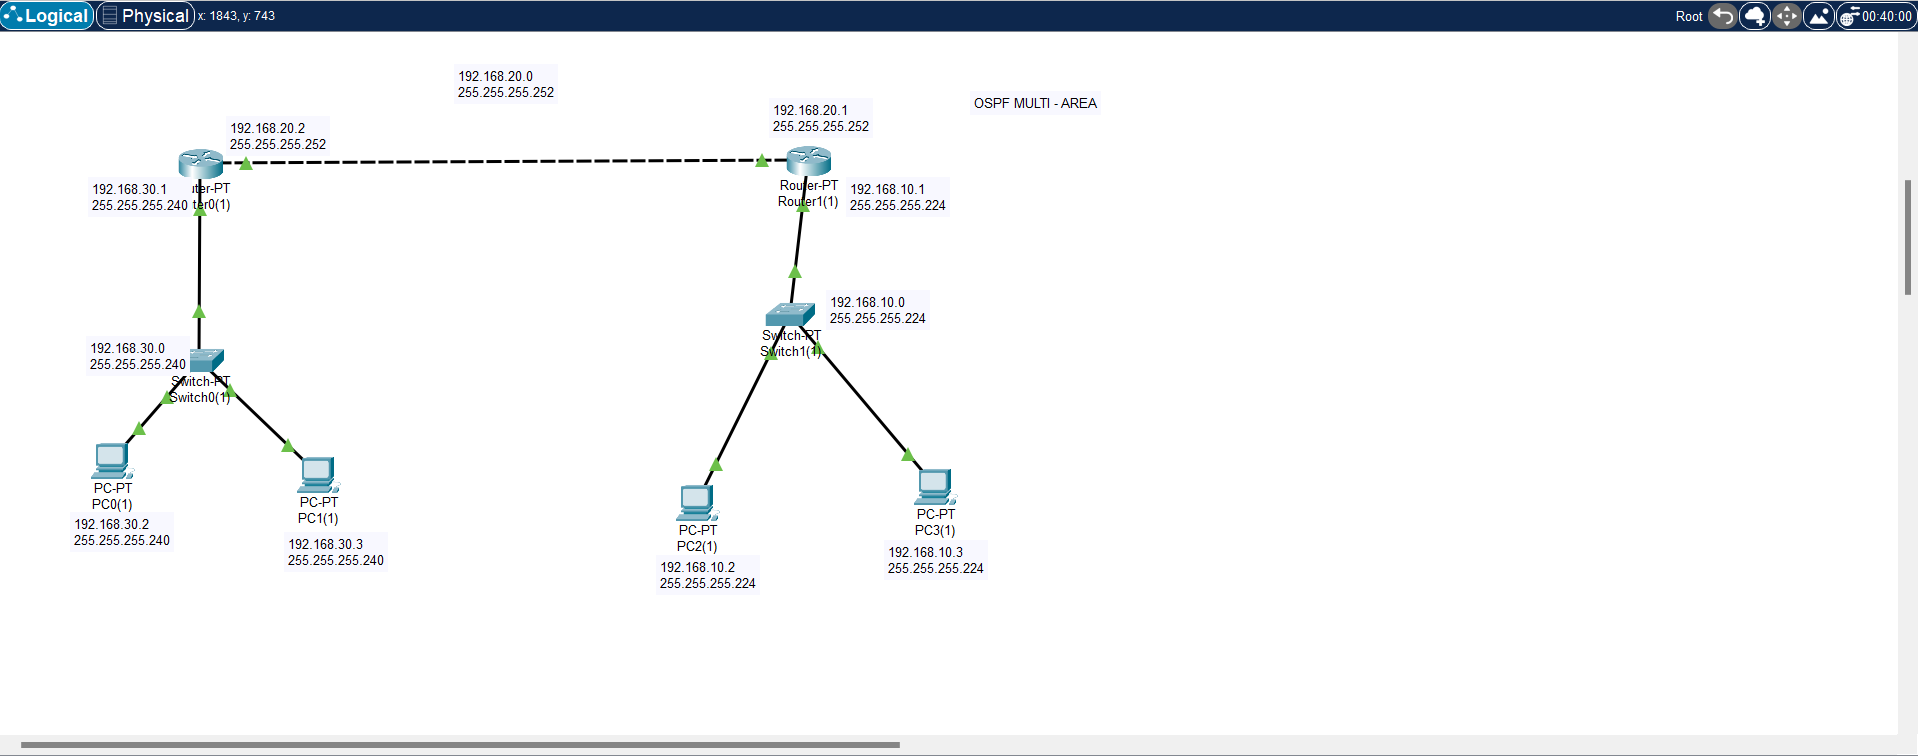 Logical
Physical
x: 1843, y: 743
Root
00:40:00
192.168.20.0
255.255.255.252
OSPF MULTI - AREA
192.168.20.1
255.255.255.252
192.168.20.2
255.255.255.252
192.168.30.1
255.255.255.240
Router-PT
Router1(1)
192.168.10.1
255.255.255.224
192.168.10.0
255.255.255.224
Switch-PT
Switch1(1)
192.168.30.0
255.255.255.240
Switch-PT
Switch0(1)
PC-PT
PC0(1)
192.168.30.2
255.255.255.240
PC-PT
PC1(1)
192.168.30.3
255.255.255.240
PC-PT
PC2(1)
192.168.10.2
255.255.255.224
PC-PT
PC3(1)
192.168.10.3
255.255.255.224